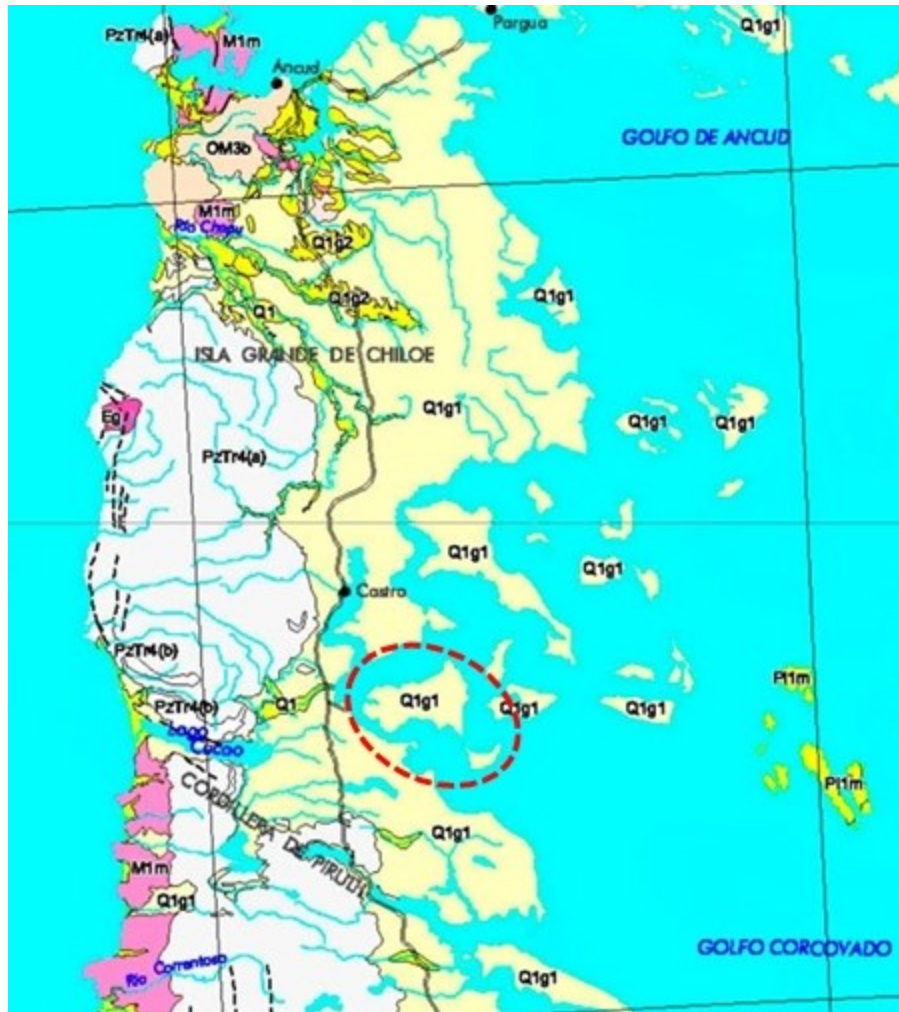 PzTr4(a)
M1m
Pargua
Q1g1
Ancud
GOLFO DE ANCUD
OM3b
M1m
Río Chepu
Q1g2
Q1g2
Q1
Q1g1
ISLA GRANDE DE CHILOE
Eg
Q1g1
Q1g1
Q1g1
PzTr4(a)
Q1g1
Q1g1
Castro
PzTr4(b)
Q1g1
Q1g1
Q1g1
Pl1m
PzTr4(b)
Q1
Lago
Cucao
CORDILLERA DE PIRUTIL
Q1g1
Pl1m
M1m
Q1g1
Río Correntoso
GOLFO CORCOVADO
Q1g1